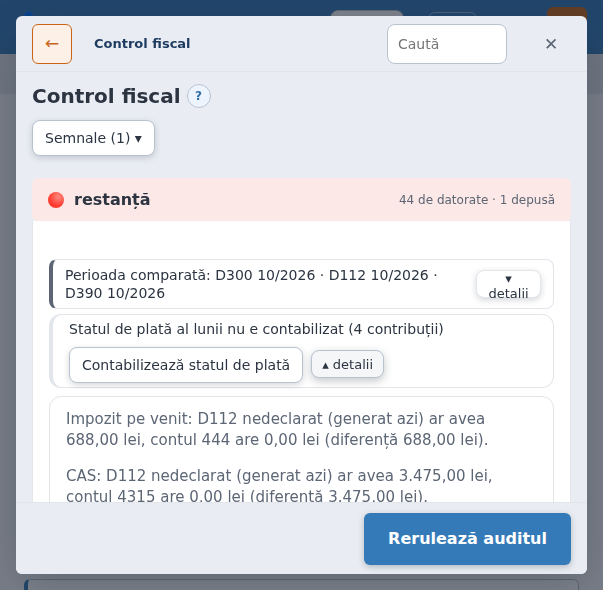 ← Control fiscal Caută ✕
Control fiscal ?
Semnale (1) ▾
restanță 44 de datorate · 1 depusă
Perioada comparată: D300 10/2026 · D112 10/2026 ·
D390 10/2026
▾
detalii
Statul de plată al lunii nu e contabilizat (4 contribuții)
Contabilizează statul de plată ▴ detalii
Impozit pe venit: D112 nedeclarat (generat azi) ar avea
688,00 lei, contul 444 are 0,00 lei (diferență 688,00 lei).
CAS: D112 nedeclarat (generat azi) ar avea 3.475,00 lei,
contul 4315 are 0,00 lei (diferență 3.475,00 lei).
Rerulează auditul